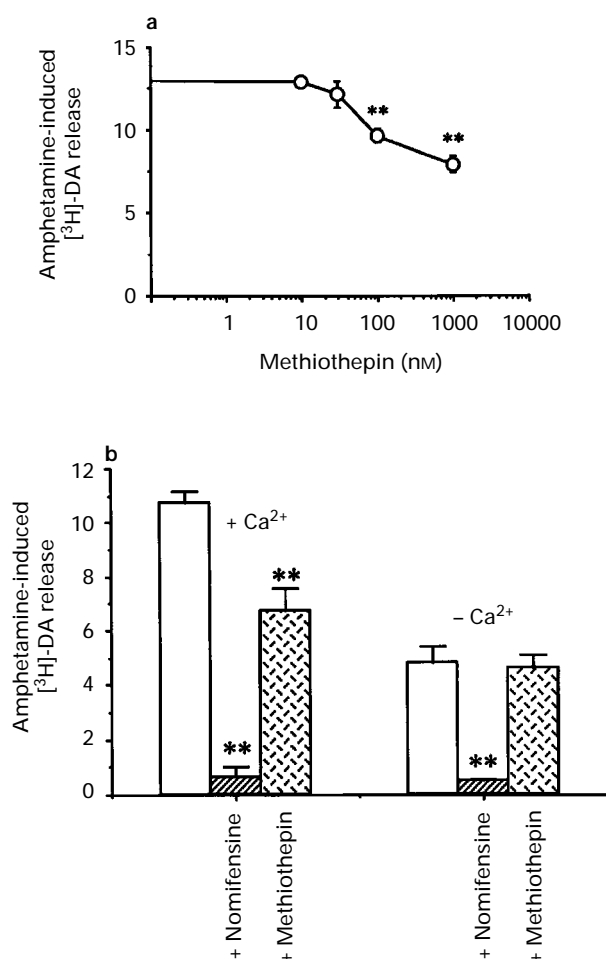 a
15
10
5
0
Amphetamine-induced
[³H]-DA release
**
**
1 10 100 1000 10000
Methiothepin (nM)
b
12
10
8
6
4
2
0
Amphetamine-induced
[³H]-DA release
+ Ca²⁺
**
**
– Ca²⁺
**
+ Nomifensine
+ Methiothepin
+ Nomifensine
+ Methiothepin